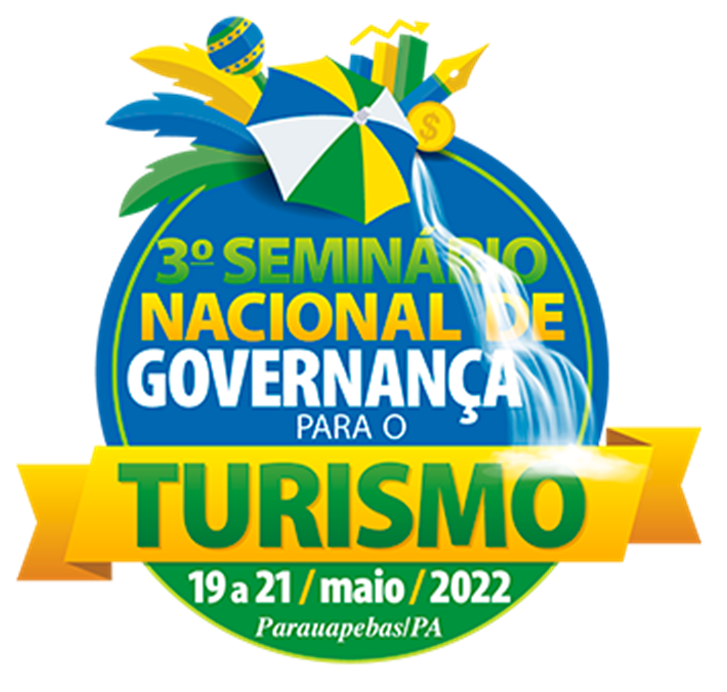 $
3º SEMINÁRIO
NACIONAL DE
GOVERNANÇA
PARA O
TURISMO
19 a 21 / maio / 2022
Parauapebas/PA